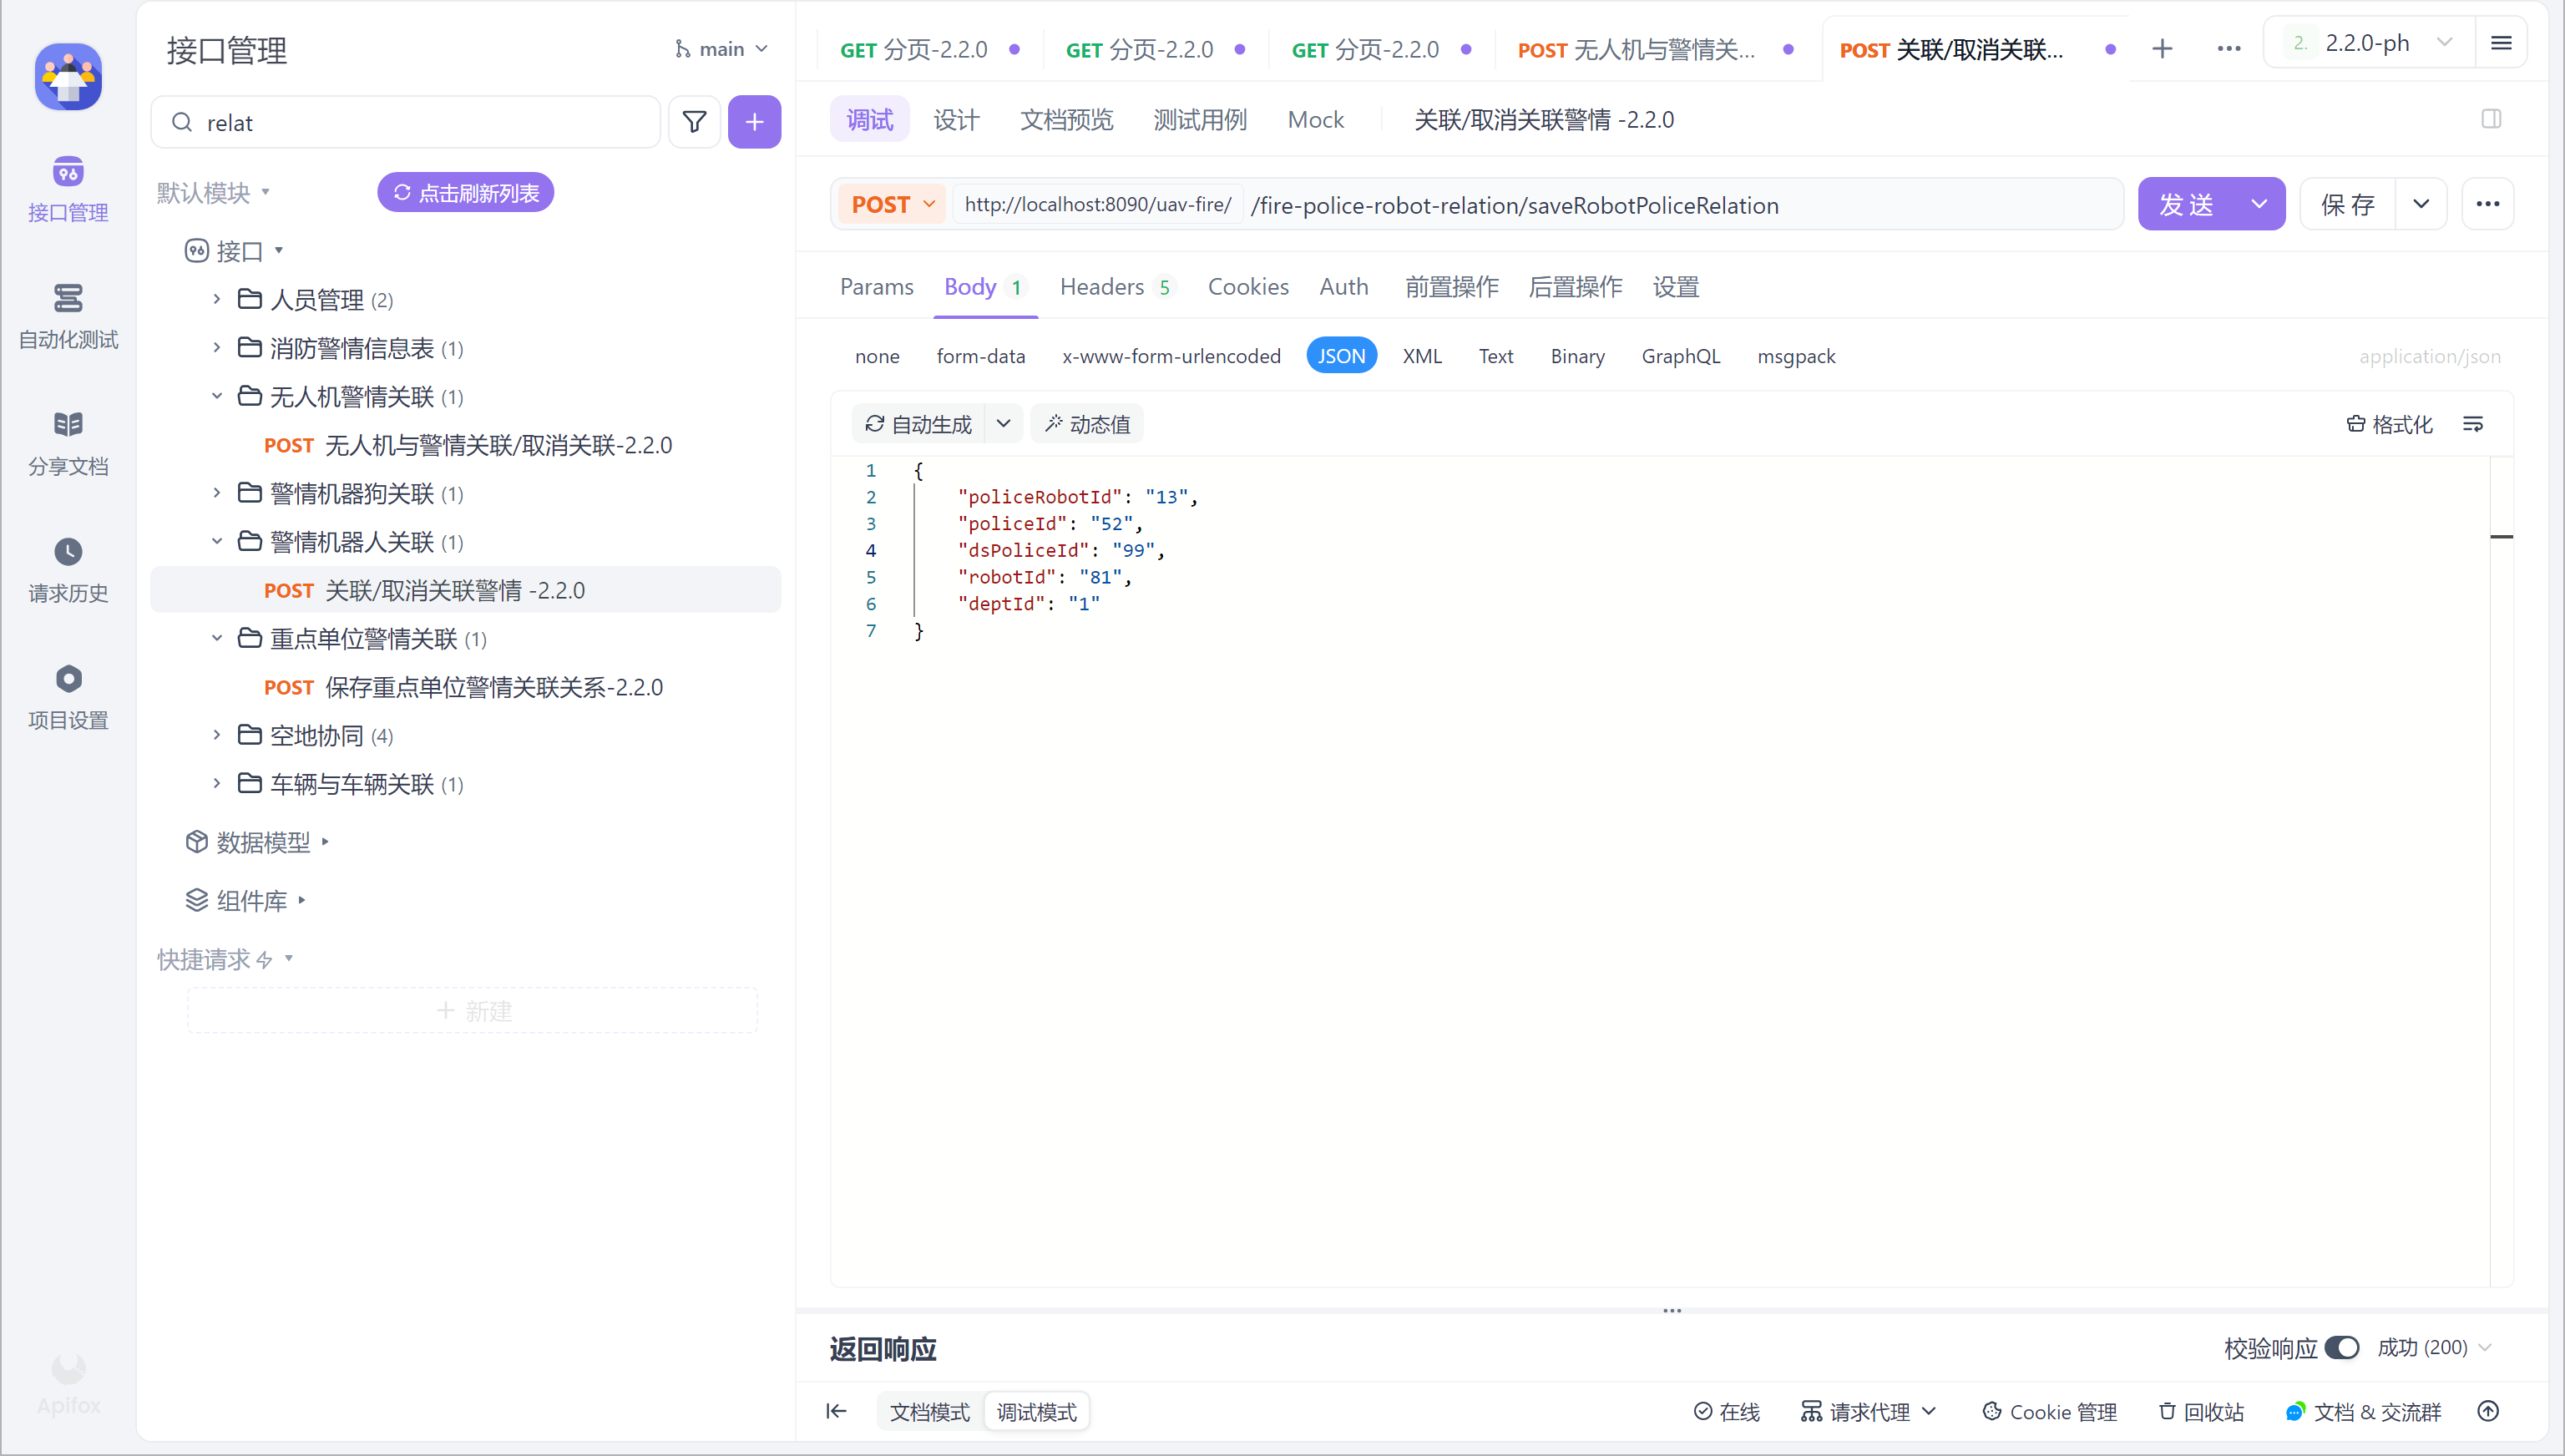 接口管理
自动化测试
分享文档
请求历史
项目设置
Apifox
接口管理
main
relat
默认模块
点击刷新列表
接口
人员管理 (2)
消防警情信息表 (1)
无人机警情关联 (1)
POST 无人机与警情关联/取消关联-2.2.0
警情机器狗关联 (1)
警情机器人关联 (1)
POST 关联/取消关联警情 -2.2.0
重点单位警情关联 (1)
POST 保存重点单位警情关联关系-2.2.0
空地协同 (4)
车辆与车辆关联 (1)
数据模型
组件库
快捷请求
新建
GET 分页-2.2.0
GET 分页-2.2.0
GET 分页-2.2.0
POST 无人机与警情关...
POST 关联/取消关联...
2. 2.2.0-ph
调试 设计 文档预览 测试用例 Mock 关联/取消关联警情 -2.2.0
POST http://localhost:8090/uav-fire/ /fire-police-robot-relation/saveRobotPoliceRelation
发 送
保 存
Params Body 1 Headers 5 Cookies Auth 前置操作 后置操作 设置
none form-data x-www-form-urlencoded JSON XML Text Binary GraphQL msgpack application/json
自动生成 动态值 格式化
1 {
2 "policeRobotId": "13",
3 "policeId": "52",
4 "dsPoliceId": "99",
5 "robotId": "81",
6 "deptId": "1"
7 }
返回响应
校验响应 成功 (200)
文档模式 调试模式
在线 请求代理 Cookie 管理 回收站 文档 & 交流群